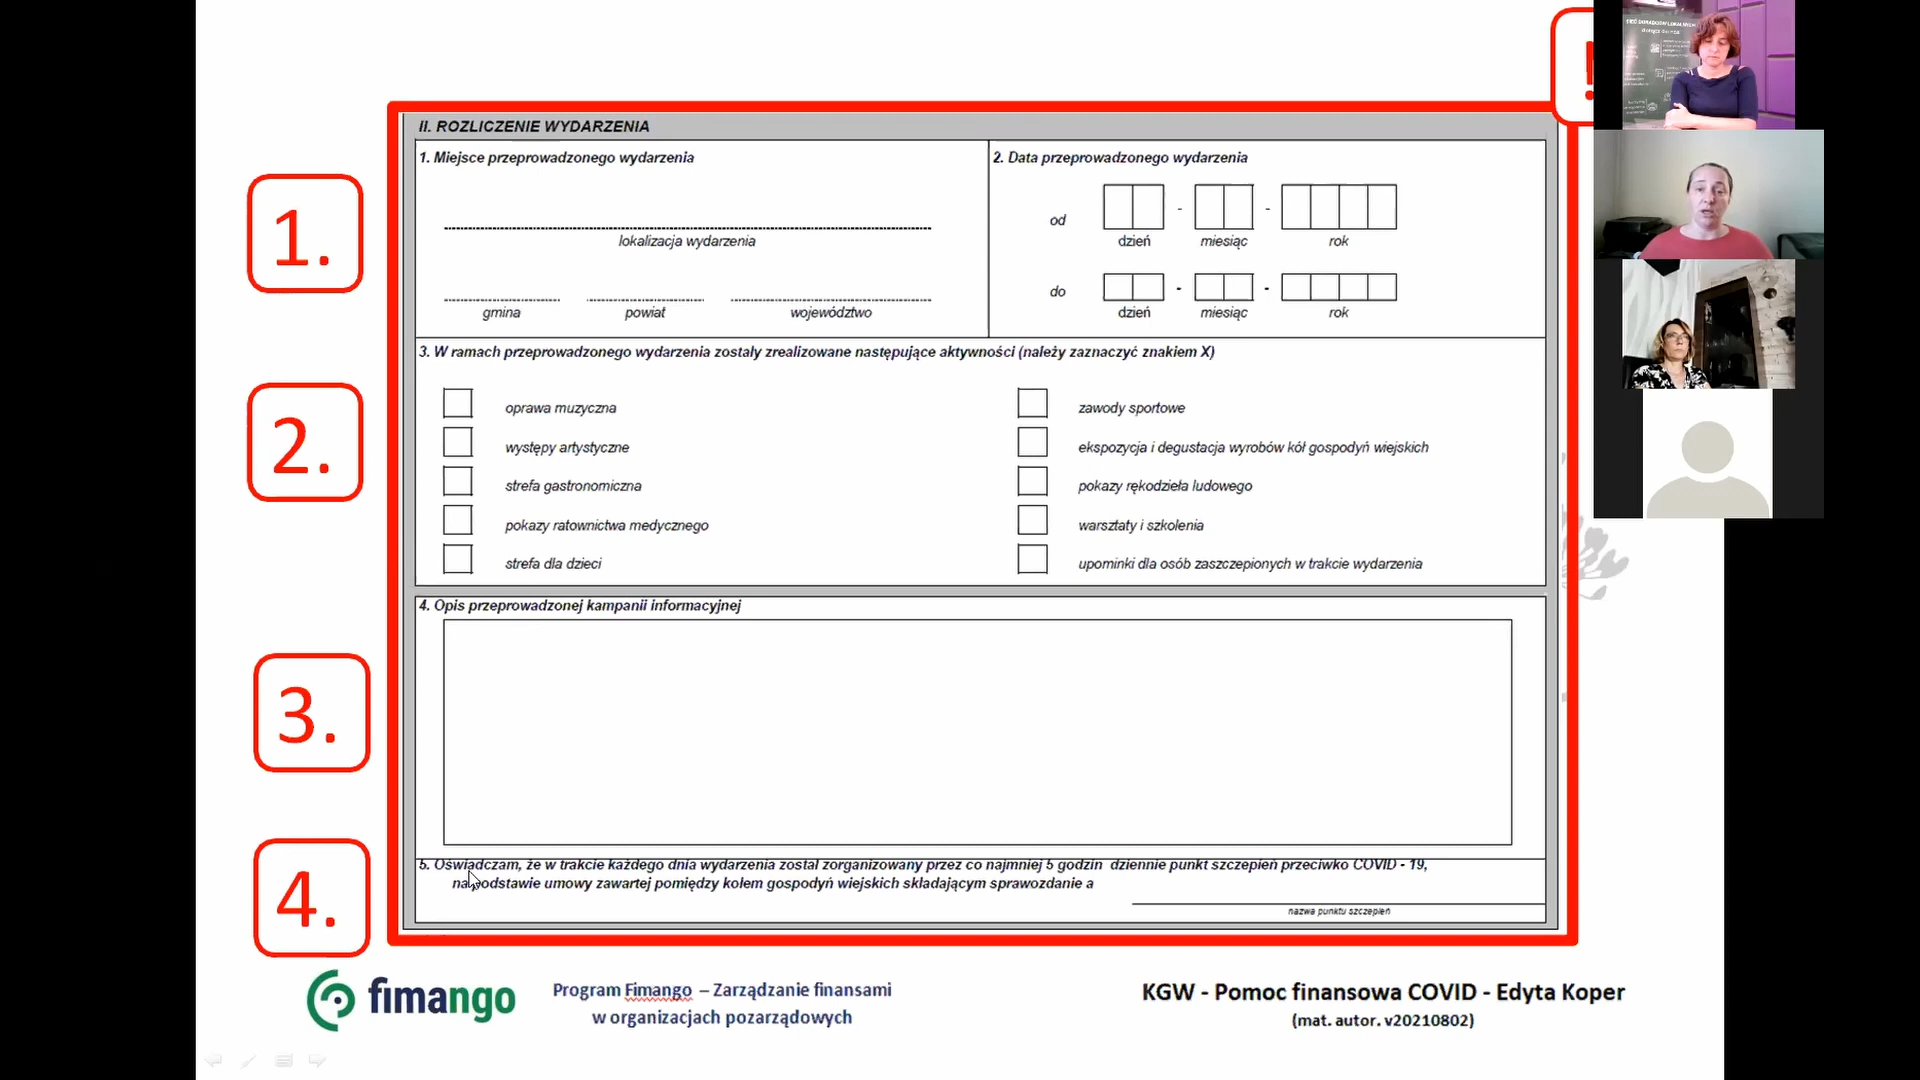 !
II. ROZLICZENIE WYDARZENIA
1. Miejsce przeprowadzonego wydarzenia
2. Data przeprowadzonego wydarzenia
1.
od - -
lokalizacja wydarzenia
dzień miesiąc rok
do - -
gmina powiat województwo
dzień miesiąc rok
3. W ramach przeprowadzonego wydarzenia zostały zrealizowane następujące aktywności (należy zaznaczyć znakiem X)
2.
oprawa muzyczna
zawody sportowe
występy artystyczne
ekspozycja i degustacja wyrobów kół gospodyń wiejskich
strefa gastronomiczna
pokazy rękodzieła ludowego
pokazy ratownictwa medycznego
warsztaty i szkolenia
strefa dla dzieci
upominki dla osób zaszczepionych w trakcie wydarzenia
4. Opis przeprowadzonej kampanii informacyjnej
3.
4.
5. Oświadczam, że w trakcie każdego dnia wydarzenia został zorganizowany przez co najmniej 5 godzin dziennie punkt szczepień przeciwko COVID - 19,
na podstawie umowy zawartej pomiędzy kołem gospodyń wiejskich składającym sprawozdanie a
nazwa punktu szczepień
fimango
Program Fimango – Zarządzanie finansami
w organizacjach pozarządowych
KGW - Pomoc finansowa COVID - Edyta Koper
(mat. autor. v20210802)